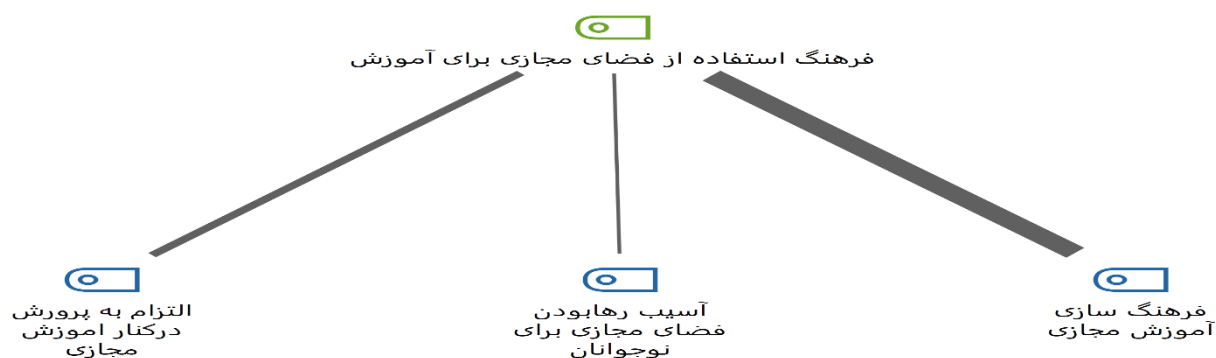 فرهنگ استفاده از فضای مجازی برای آموزش
فرهنگ سازی
آموزش مجازی
آسیب رهابودن
فضای مجازی برای
نوجوانان
التزام به پرورش
درکنار اموزش
مجازی